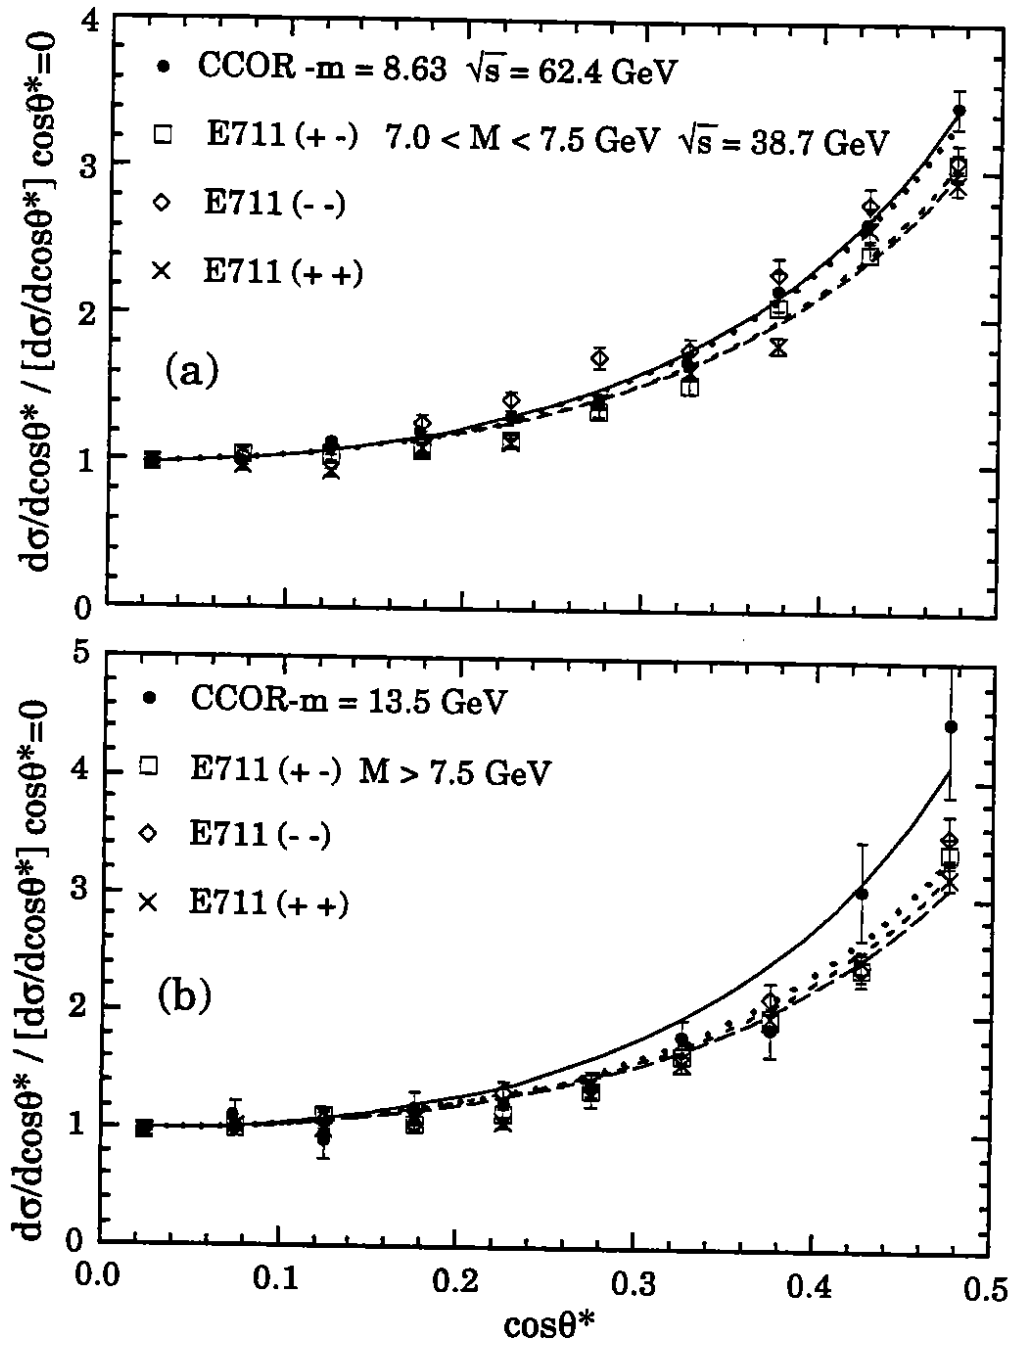 4
3
2
1
0
dσ/dcosθ* / [dσ/dcosθ*] cosθ*=0
CCOR -m = 8.63 √s = 62.4 GeV
E711 (+ -) 7.0 < M < 7.5 GeV √s = 38.7 GeV
E711 (- -)
E711 (+ +)
(a)
5
4
3
2
1
0
dσ/dcosθ* / [dσ/dcosθ*] cosθ*=0
CCOR-m = 13.5 GeV
E711 (+ -) M > 7.5 GeV
E711 (- -)
E711 (+ +)
(b)
0.0 0.1 0.2 0.3 0.4 0.5
cosθ*